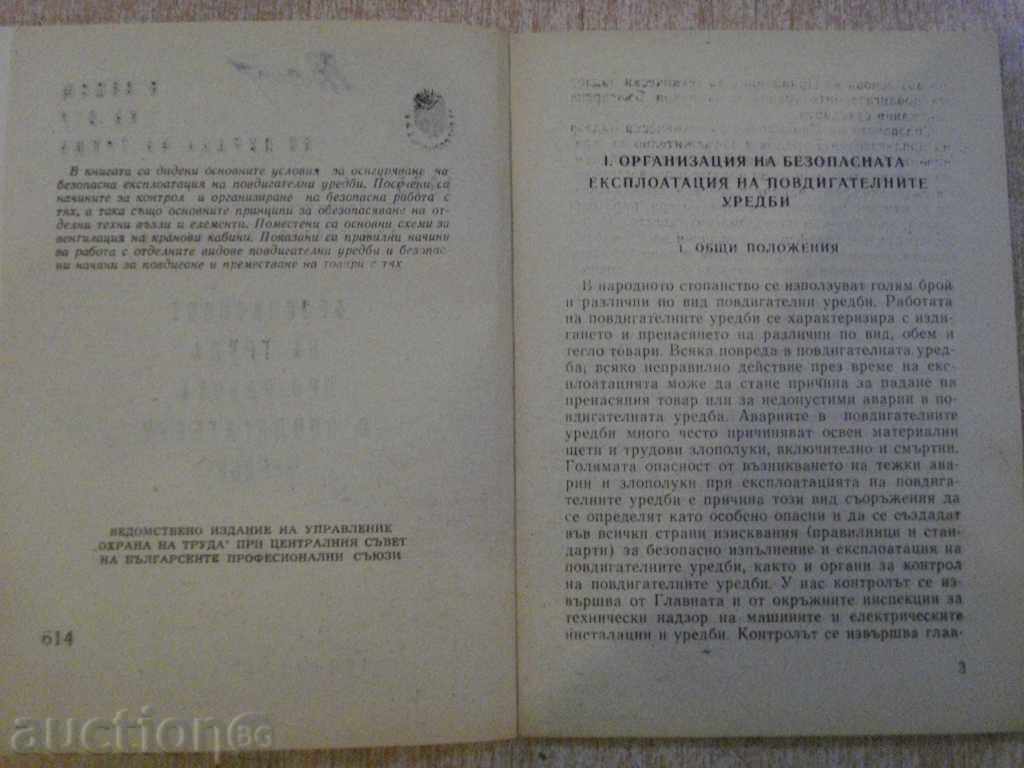 В книгата са дадени основните условия за осигуряване на
безопасна експлоатация на повдигателни уредби. Посочени са
начините за контрол и организиране на безопасна работа с
тях, а така също основните принципи за обезопасяване на от-
делни техни възли и елементи. Поместени са основни схеми за
вентилация на кранови кабини. Показани са правилни начини
за работа с отделните видове повдигателни уредби и безопас-
ни начини за повдигане и преместване на товари с тях
ВЕДОМСТВЕНО ИЗДАНИЕ НА УПРАВЛЕНИЕ
„ОХРАНА НА ТРУДА" ПРИ ЦЕНТРАЛНИЯ СЪВЕТ
НА БЪЛГАРСКИТЕ ПРОФЕСИОНАЛНИ СЪЮЗИ
614
I. ОРГАНИЗАЦИЯ НА БЕЗОПАСНАТА
ЕКСПЛОАТАЦИЯ НА ПОВДИГАТЕЛНИТЕ
УРЕДБИ
1. ОБЩИ ПОЛОЖЕНИЯ
В народното стопанство се използуват голям брой
и различни по вид повдигателни уредби. Работата
на повдигателните уредби се характеризира с издя-
гането и пренасянето на различни по вид, обем и
тегло товари. Всяка повреда в повдигателната уред-
ба, всяко неправилно действие през време на екс-
плоатацията може да стане причина за падане на
пренасяния товар или за недопустими аварии в по-
вдигателната уредба. Авариите в повдигателните
уредби много често причиняват освен материални
щети и трудови злополуки, включително и смъртни.
Голямата опасност от възникването на тежки ава-
рии и злополуки при експлоатацията на повдига-
телните уредби е причина този вид съоръжения да
се определят като особено опасни и да се създадат
във всички страни изисквания (правилници и стан-
дарти) за безопасно изпълнение и експлоатация на
повдигателните уредби, както и органи за контрол
на повдигателните уредби. У нас контролът се из-
вършва от Главната и от окръжните инспекции за
технически надзор на машините и електрическите
инсталации и уредби. Контролът се извършва глав-
3
auction BG